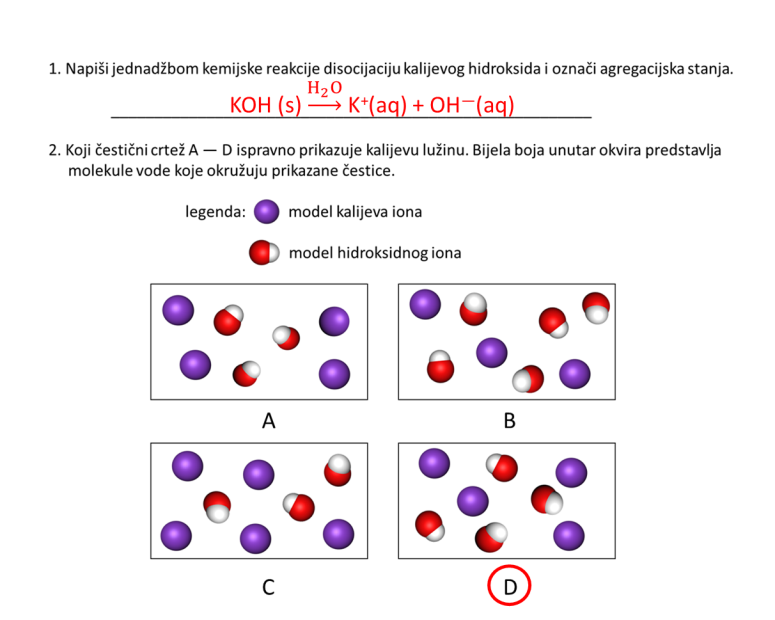 1. Napiši jednadžbom kemijske reakcije disocijaciju kalijevog hidroksida i označi agregacijska stanja.
H₂O
KOH (s) ⟶ K⁺(aq) + OH⁻(aq)
2. Koji čestični crtež A — D ispravno prikazuje kalijevu lužinu. Bijela boja unutar okvira predstavlja
molekule vode koje okružuju prikazane čestice.
legenda: model kalijeva iona
model hidroksidnog iona
A B
C D